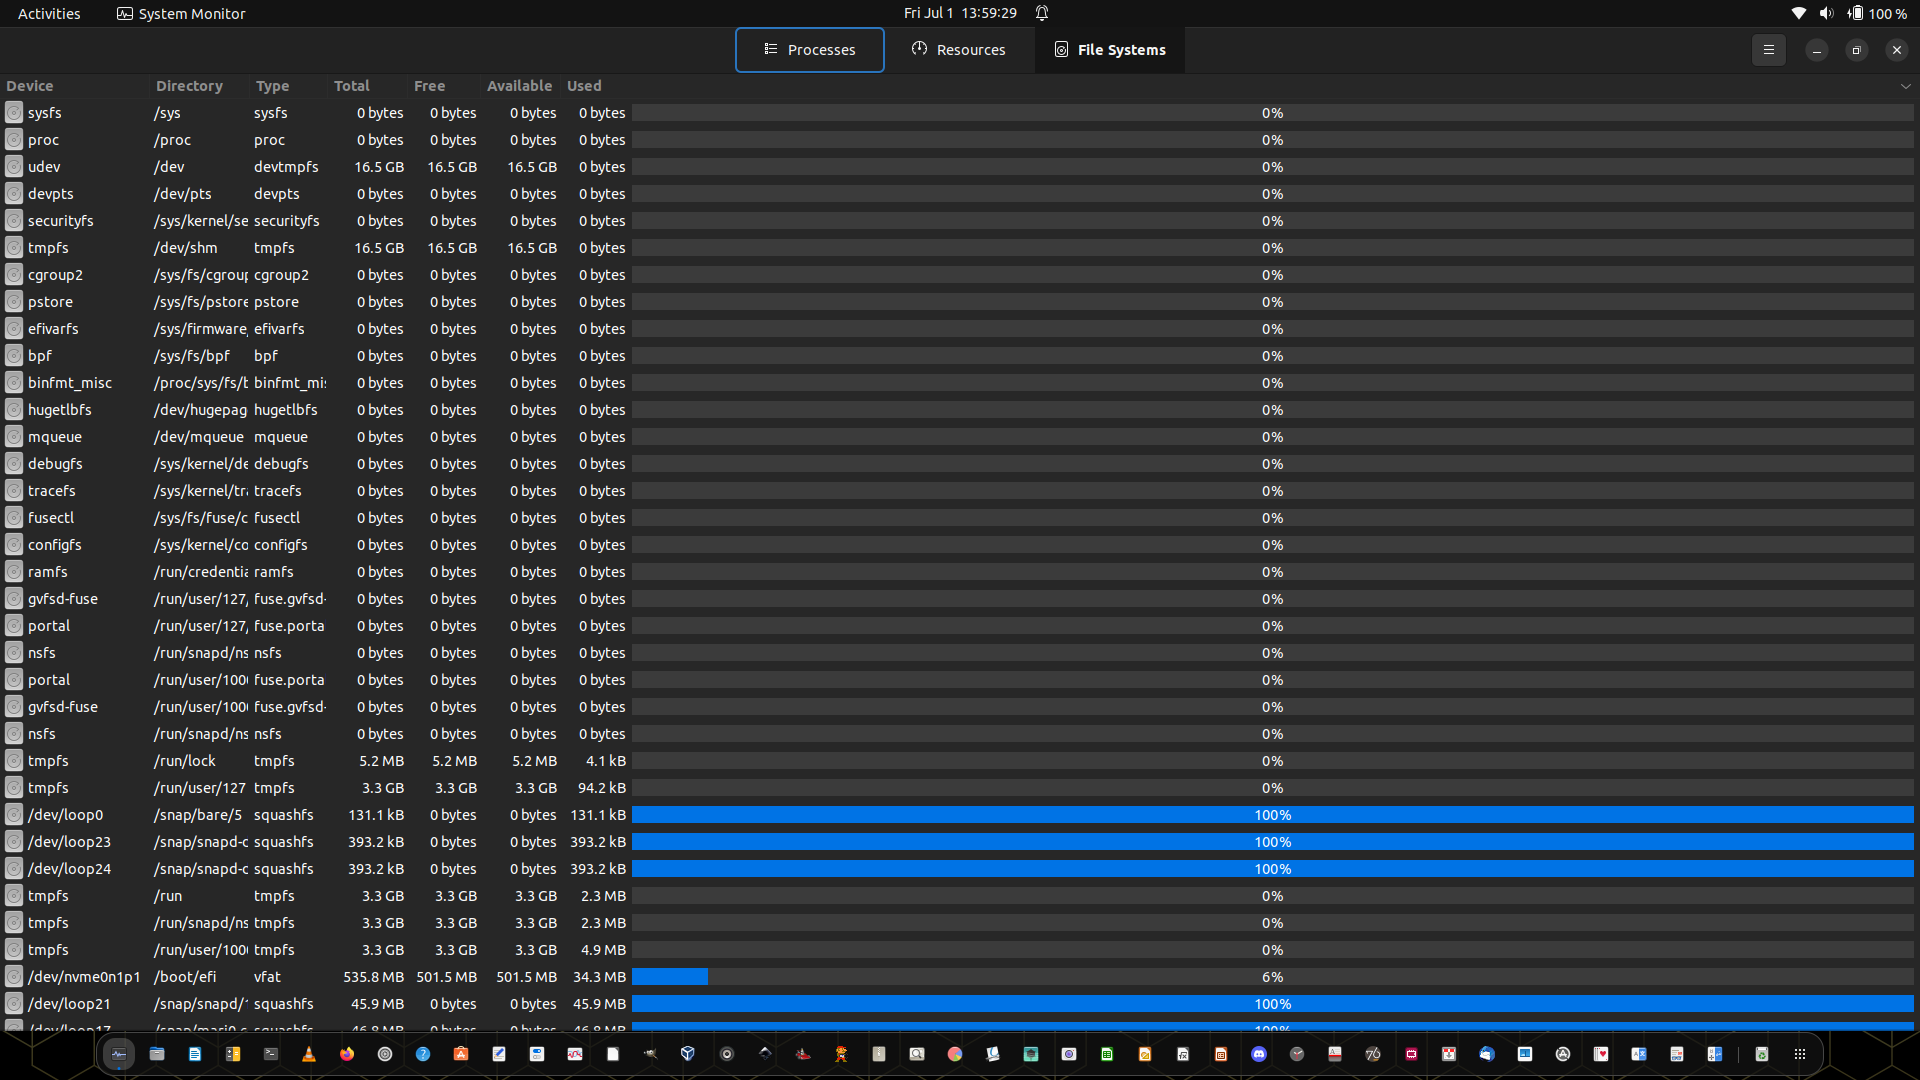 Activities System Monitor Fri Jul 1 13:59:29 100 %
Processes Resources File Systems
Device Directory Type Total Free Available Used
sysfs /sys sysfs 0 bytes 0 bytes 0 bytes 0 bytes 0%
proc /proc proc 0 bytes 0 bytes 0 bytes 0 bytes 0%
udev /dev devtmpfs 16.5 GB 16.5 GB 16.5 GB 0 bytes 0%
devpts /dev/pts devpts 0 bytes 0 bytes 0 bytes 0 bytes 0%
securityfs /sys/kernel/se securityfs 0 bytes 0 bytes 0 bytes 0 bytes 0%
tmpfs /dev/shm tmpfs 16.5 GB 16.5 GB 16.5 GB 0 bytes 0%
cgroup2 /sys/fs/cgroup cgroup2 0 bytes 0 bytes 0 bytes 0 bytes 0%
pstore /sys/fs/pstore pstore 0 bytes 0 bytes 0 bytes 0 bytes 0%
efivarfs /sys/firmware/ efivarfs 0 bytes 0 bytes 0 bytes 0 bytes 0%
bpf /sys/fs/bpf bpf 0 bytes 0 bytes 0 bytes 0 bytes 0%
binfmt_misc /proc/sys/fs/b binfmt_mis 0 bytes 0 bytes 0 bytes 0 bytes 0%
hugetlbfs /dev/hugepag hugetlbfs 0 bytes 0 bytes 0 bytes 0 bytes 0%
mqueue /dev/mqueue mqueue 0 bytes 0 bytes 0 bytes 0 bytes 0%
debugfs /sys/kernel/de debugfs 0 bytes 0 bytes 0 bytes 0 bytes 0%
tracefs /sys/kernel/tra tracefs 0 bytes 0 bytes 0 bytes 0 bytes 0%
fusectl /sys/fs/fuse/c fusectl 0 bytes 0 bytes 0 bytes 0 bytes 0%
configfs /sys/kernel/co configfs 0 bytes 0 bytes 0 bytes 0 bytes 0%
ramfs /run/credentia ramfs 0 bytes 0 bytes 0 bytes 0 bytes 0%
gvfsd-fuse /run/user/127/ fuse.gvfsd- 0 bytes 0 bytes 0 bytes 0 bytes 0%
portal /run/user/127/ fuse.porta 0 bytes 0 bytes 0 bytes 0 bytes 0%
nsfs /run/snapd/ns nsfs 0 bytes 0 bytes 0 bytes 0 bytes 0%
portal /run/user/1000 fuse.porta 0 bytes 0 bytes 0 bytes 0 bytes 0%
gvfsd-fuse /run/user/1000 fuse.gvfsd- 0 bytes 0 bytes 0 bytes 0 bytes 0%
nsfs /run/snapd/ns nsfs 0 bytes 0 bytes 0 bytes 0 bytes 0%
tmpfs /run/lock tmpfs 5.2 MB 5.2 MB 5.2 MB 4.1 kB 0%
tmpfs /run/user/127 tmpfs 3.3 GB 3.3 GB 3.3 GB 94.2 kB 0%
/dev/loop0 /snap/bare/5 squashfs 131.1 kB 0 bytes 0 bytes 131.1 kB 100%
/dev/loop23 /snap/snapd-c squashfs 393.2 kB 0 bytes 0 bytes 393.2 kB 100%
/dev/loop24 /snap/snapd-c squashfs 393.2 kB 0 bytes 0 bytes 393.2 kB 100%
tmpfs /run tmpfs 3.3 GB 3.3 GB 3.3 GB 2.3 MB 0%
tmpfs /run/snapd/ns tmpfs 3.3 GB 3.3 GB 3.3 GB 2.3 MB 0%
tmpfs /run/user/1000 tmpfs 3.3 GB 3.3 GB 3.3 GB 4.9 MB 0%
/dev/nvme0n1p1 /boot/efi vfat 535.8 MB 501.5 MB 501.5 MB 34.3 MB 6%
/dev/loop21 /snap/snapd/1 squashfs 45.9 MB 0 bytes 0 bytes 45.9 MB 100%
/dev/loop17 /snap/mari0-c squashfs 46.8 MB 0 bytes 0 bytes 46.8 MB 100%